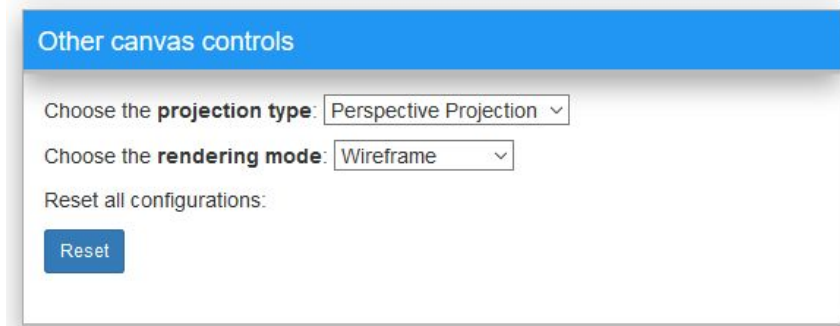 Other canvas controls
Choose the projection type: Perspective Projection
Choose the rendering mode: Wireframe
Reset all configurations:
Reset